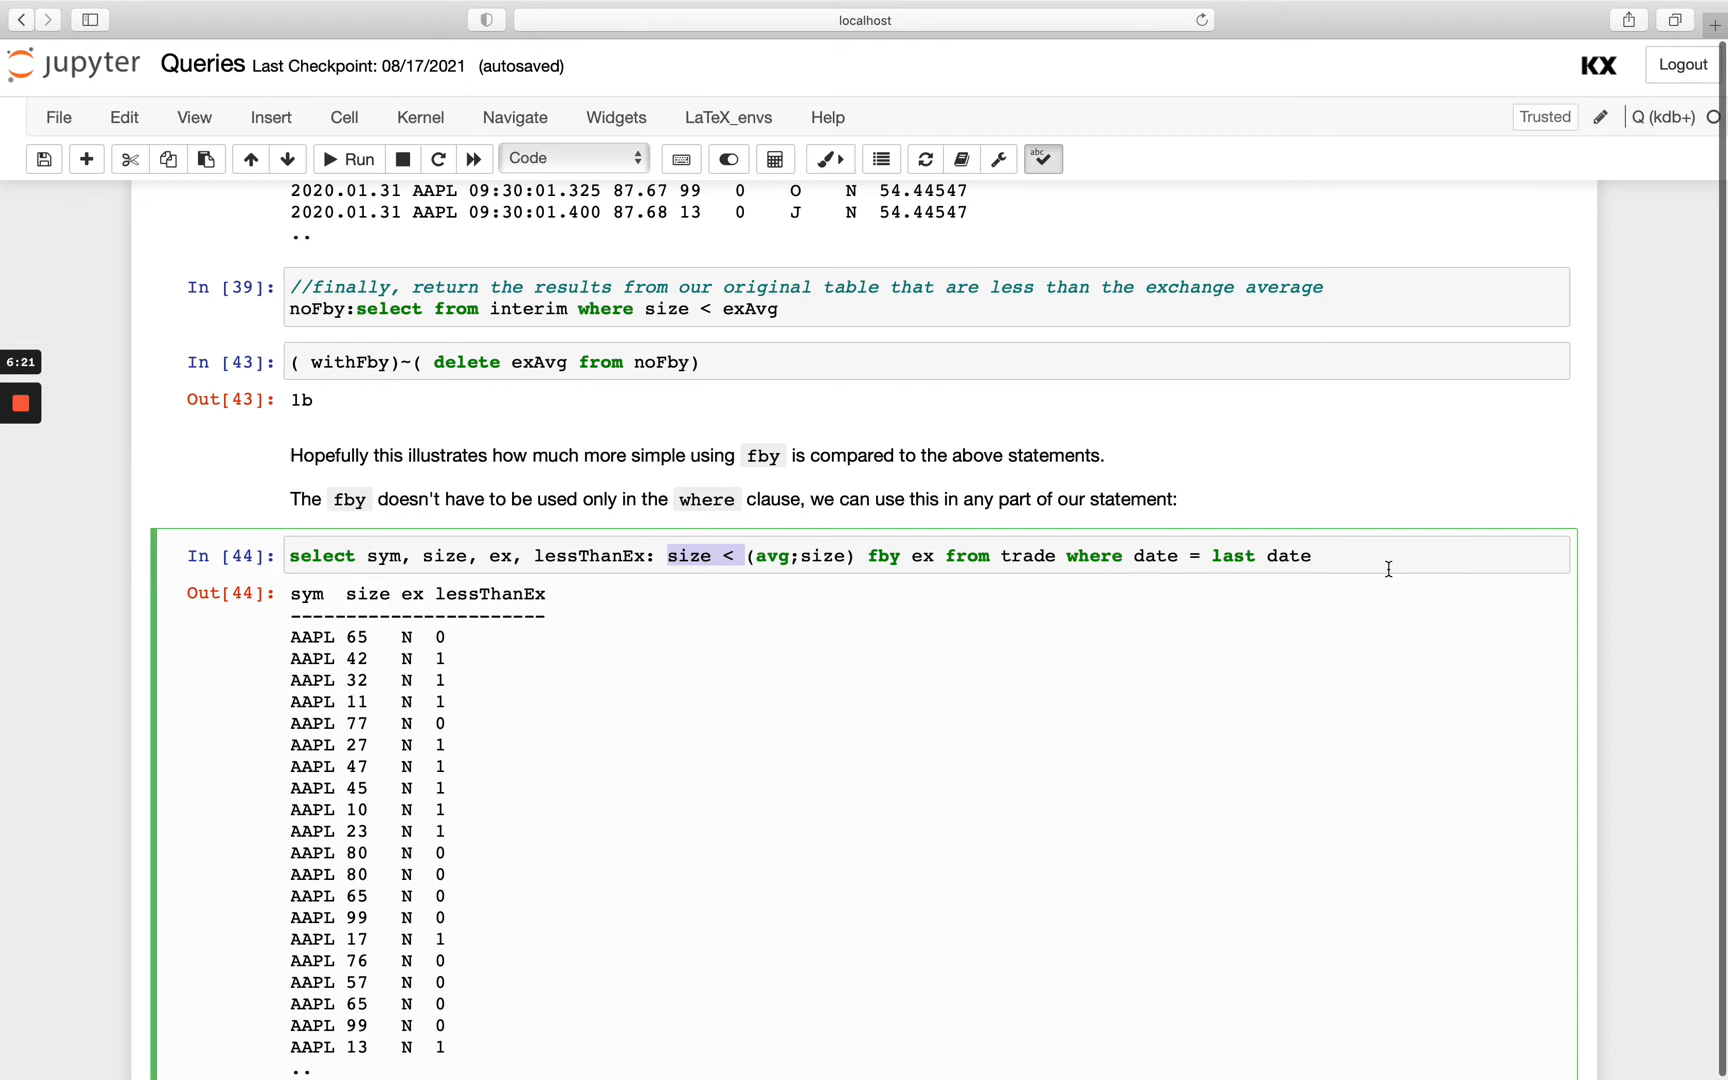 localhost
jupyter Queries Last Checkpoint: 08/17/2021 (autosaved) KX Logout
File Edit View Insert Cell Kernel Navigate Widgets LaTeX_envs Help Trusted Q (kdb+)
Run Code abc
2020.01.31 AAPL 09:30:01.325 87.67 99 0 O N 54.44547
2020.01.31 AAPL 09:30:01.400 87.68 13 0 J N 54.44547
..
In [39]: //finally, return the results from our original table that are less than the exchange average
noFby:select from interim where size < exAvg
6:21
In [43]: ( withFby)~( delete exAvg from noFby)
Out[43]: 1b
Hopefully this illustrates how much more simple using fby is compared to the above statements.
The fby doesn't have to be used only in the where clause, we can use this in any part of our statement:
In [44]: select sym, size, ex, lessThanEx: size < (avg;size) fby ex from trade where date = last date
Out[44]: sym size ex lessThanEx
-----------------------
AAPL 65 N 0
AAPL 42 N 1
AAPL 32 N 1
AAPL 11 N 1
AAPL 77 N 0
AAPL 27 N 1
AAPL 47 N 1
AAPL 45 N 1
AAPL 10 N 1
AAPL 23 N 1
AAPL 80 N 0
AAPL 80 N 0
AAPL 65 N 0
AAPL 99 N 0
AAPL 17 N 1
AAPL 76 N 0
AAPL 57 N 0
AAPL 65 N 0
AAPL 99 N 0
AAPL 13 N 1
..